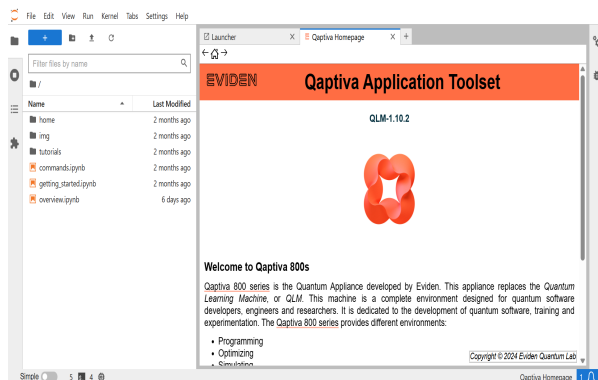 File Edit View Run Kernel Tabs Settings Help
+
Filter files by name
/
Name Last Modified
home 2 months ago
img 2 months ago
tutorials 2 months ago
commands.ipynb 2 months ago
getting_started.ipynb 2 months ago
overview.ipynb 6 days ago
Launcher X Qaptiva Homepage X +
EVIDEN Qaptiva Application Toolset
QLM-1.10.2
Welcome to Qaptiva 800s
Qaptiva 800 series is the Quantum Appliance developed by Eviden. This appliance replaces the Quantum
Learning Machine, or QLM. This machine is a complete environment designed for quantum software
developers, engineers and researchers. It is dedicated to the development of quantum software, training and
experimentation. The Qaptiva 800 series provides different environments:
• Programming
• Optimizing
• Simulating
Copyright © 2024 Eviden Quantum Lab
Simple 5 4 Qaptiva Homepage 1